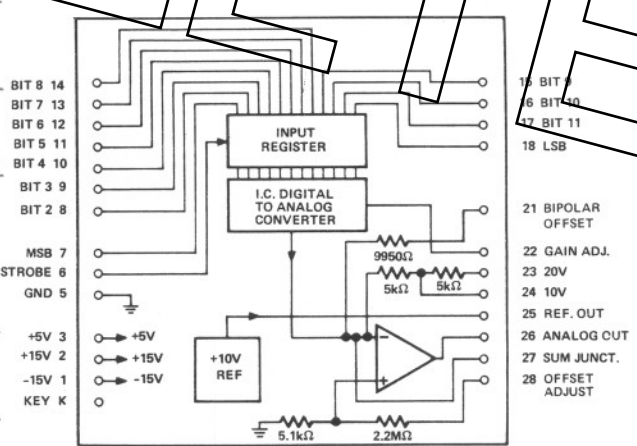 BIT 8 14
BIT 7 13
BIT 6 12
BIT 5 11
BIT 4 10
BIT 3 9
BIT 2 8
MSB 7
STROBE 6
GND 5
+5V 3
+15V 2
-15V 1
KEY K
+5V
+15V
-15V
INPUT
REGISTER
I.C. DIGITAL
TO ANALOG
CONVERTER
+10V
REF
9950Ω
5kΩ
5kΩ
−
+
5.1kΩ
2.2MΩ
15 BIT 9
16 BIT 10
17 BIT 11
18 LSB
21 BIPOLAR
OFFSET
22 GAIN ADJ.
23 20V
24 10V
25 REF. OUT
26 ANALOG OUT
27 SUM JUNCT.
28 OFFSET
ADJUST